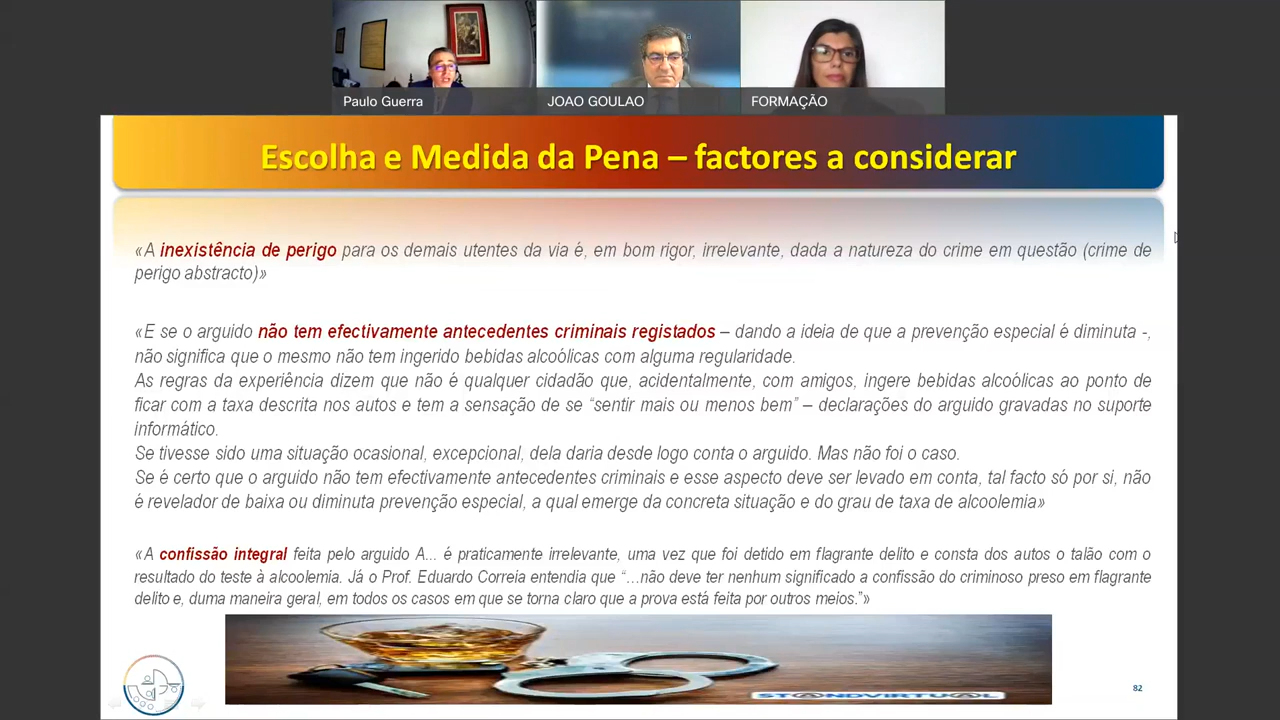 Paulo Guerra
JOAO GOULAO
FORMAÇÃO
Escolha e Medida da Pena – factores a considerar
«A inexistência de perigo para os demais utentes da via é, em bom rigor, irrelevante, dada a natureza do crime em questão (crime de
perigo abstracto)»
«E se o arguido não tem efectivamente antecedentes criminais registados – dando a ideia de que a prevenção especial é diminuta -,
não significa que o mesmo não tem ingerido bebidas alcoólicas com alguma regularidade.
As regras da experiência dizem que não é qualquer cidadão que, acidentalmente, com amigos, ingere bebidas alcoólicas ao ponto de
ficar com a taxa descrita nos autos e tem a sensação de se “sentir mais ou menos bem” – declarações do arguido gravadas no suporte
informático.
Se tivesse sido uma situação ocasional, excepcional, dela daria desde logo conta o arguido. Mas não foi o caso.
Se é certo que o arguido não tem efectivamente antecedentes criminais e esse aspecto deve ser levado em conta, tal facto só por si, não
é revelador de baixa ou diminuta prevenção especial, a qual emerge da concreta situação e do grau de taxa de alcoolemia»
«A confissão integral feita pelo arguido A... é praticamente irrelevante, uma vez que foi detido em flagrante delito e consta dos autos o talão com o
resultado do teste à alcoolemia. Já o Prof. Eduardo Correia entendia que “…não deve ter nenhum significado a confissão do criminoso preso em flagrante
delito e, duma maneira geral, em todos os casos em que se torna claro que a prova está feita por outros meios.”»
STANDVIRTUAL
82